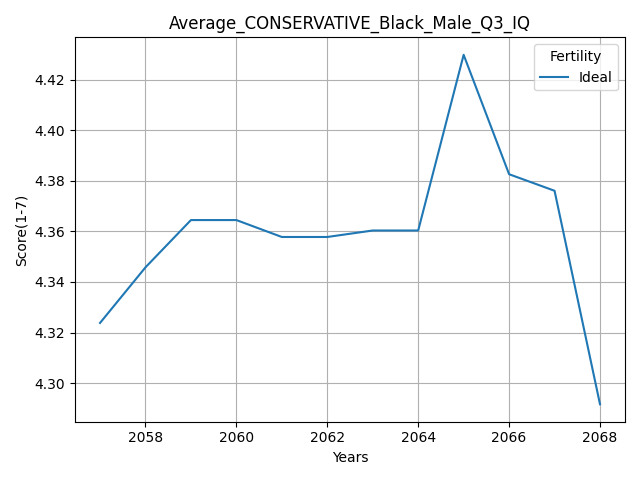 Average_CONSERVATIVE_Black_Male_Q3_IQ
Fertility
Ideal
4.42
4.40
4.38
4.36
4.34
4.32
4.30
Score(1-7)
2058 2060 2062 2064 2066 2068
Years